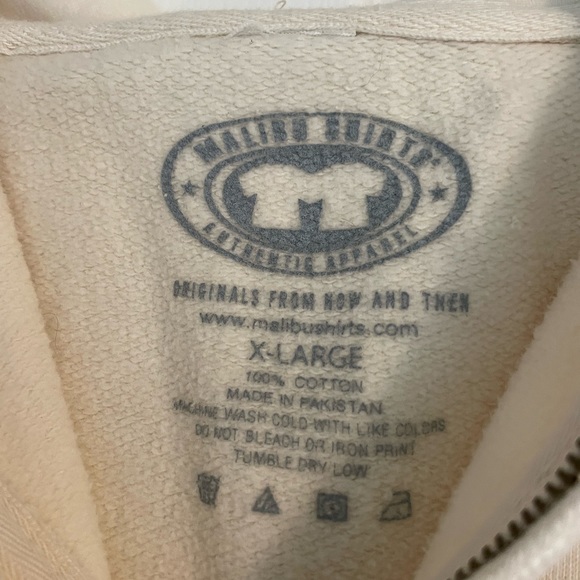 MALIBU SHIRTS
AUTHENTIC APPAREL
ORIGINALS FROM NOW AND THEN
www.malibushirts.com
X-LARGE
100% COTTON
MADE IN PAKISTAN
MACHINE WASH COLD WITH LIKE COLORS
DO NOT BLEACH OR IRON PRINT
TUMBLE DRY LOW